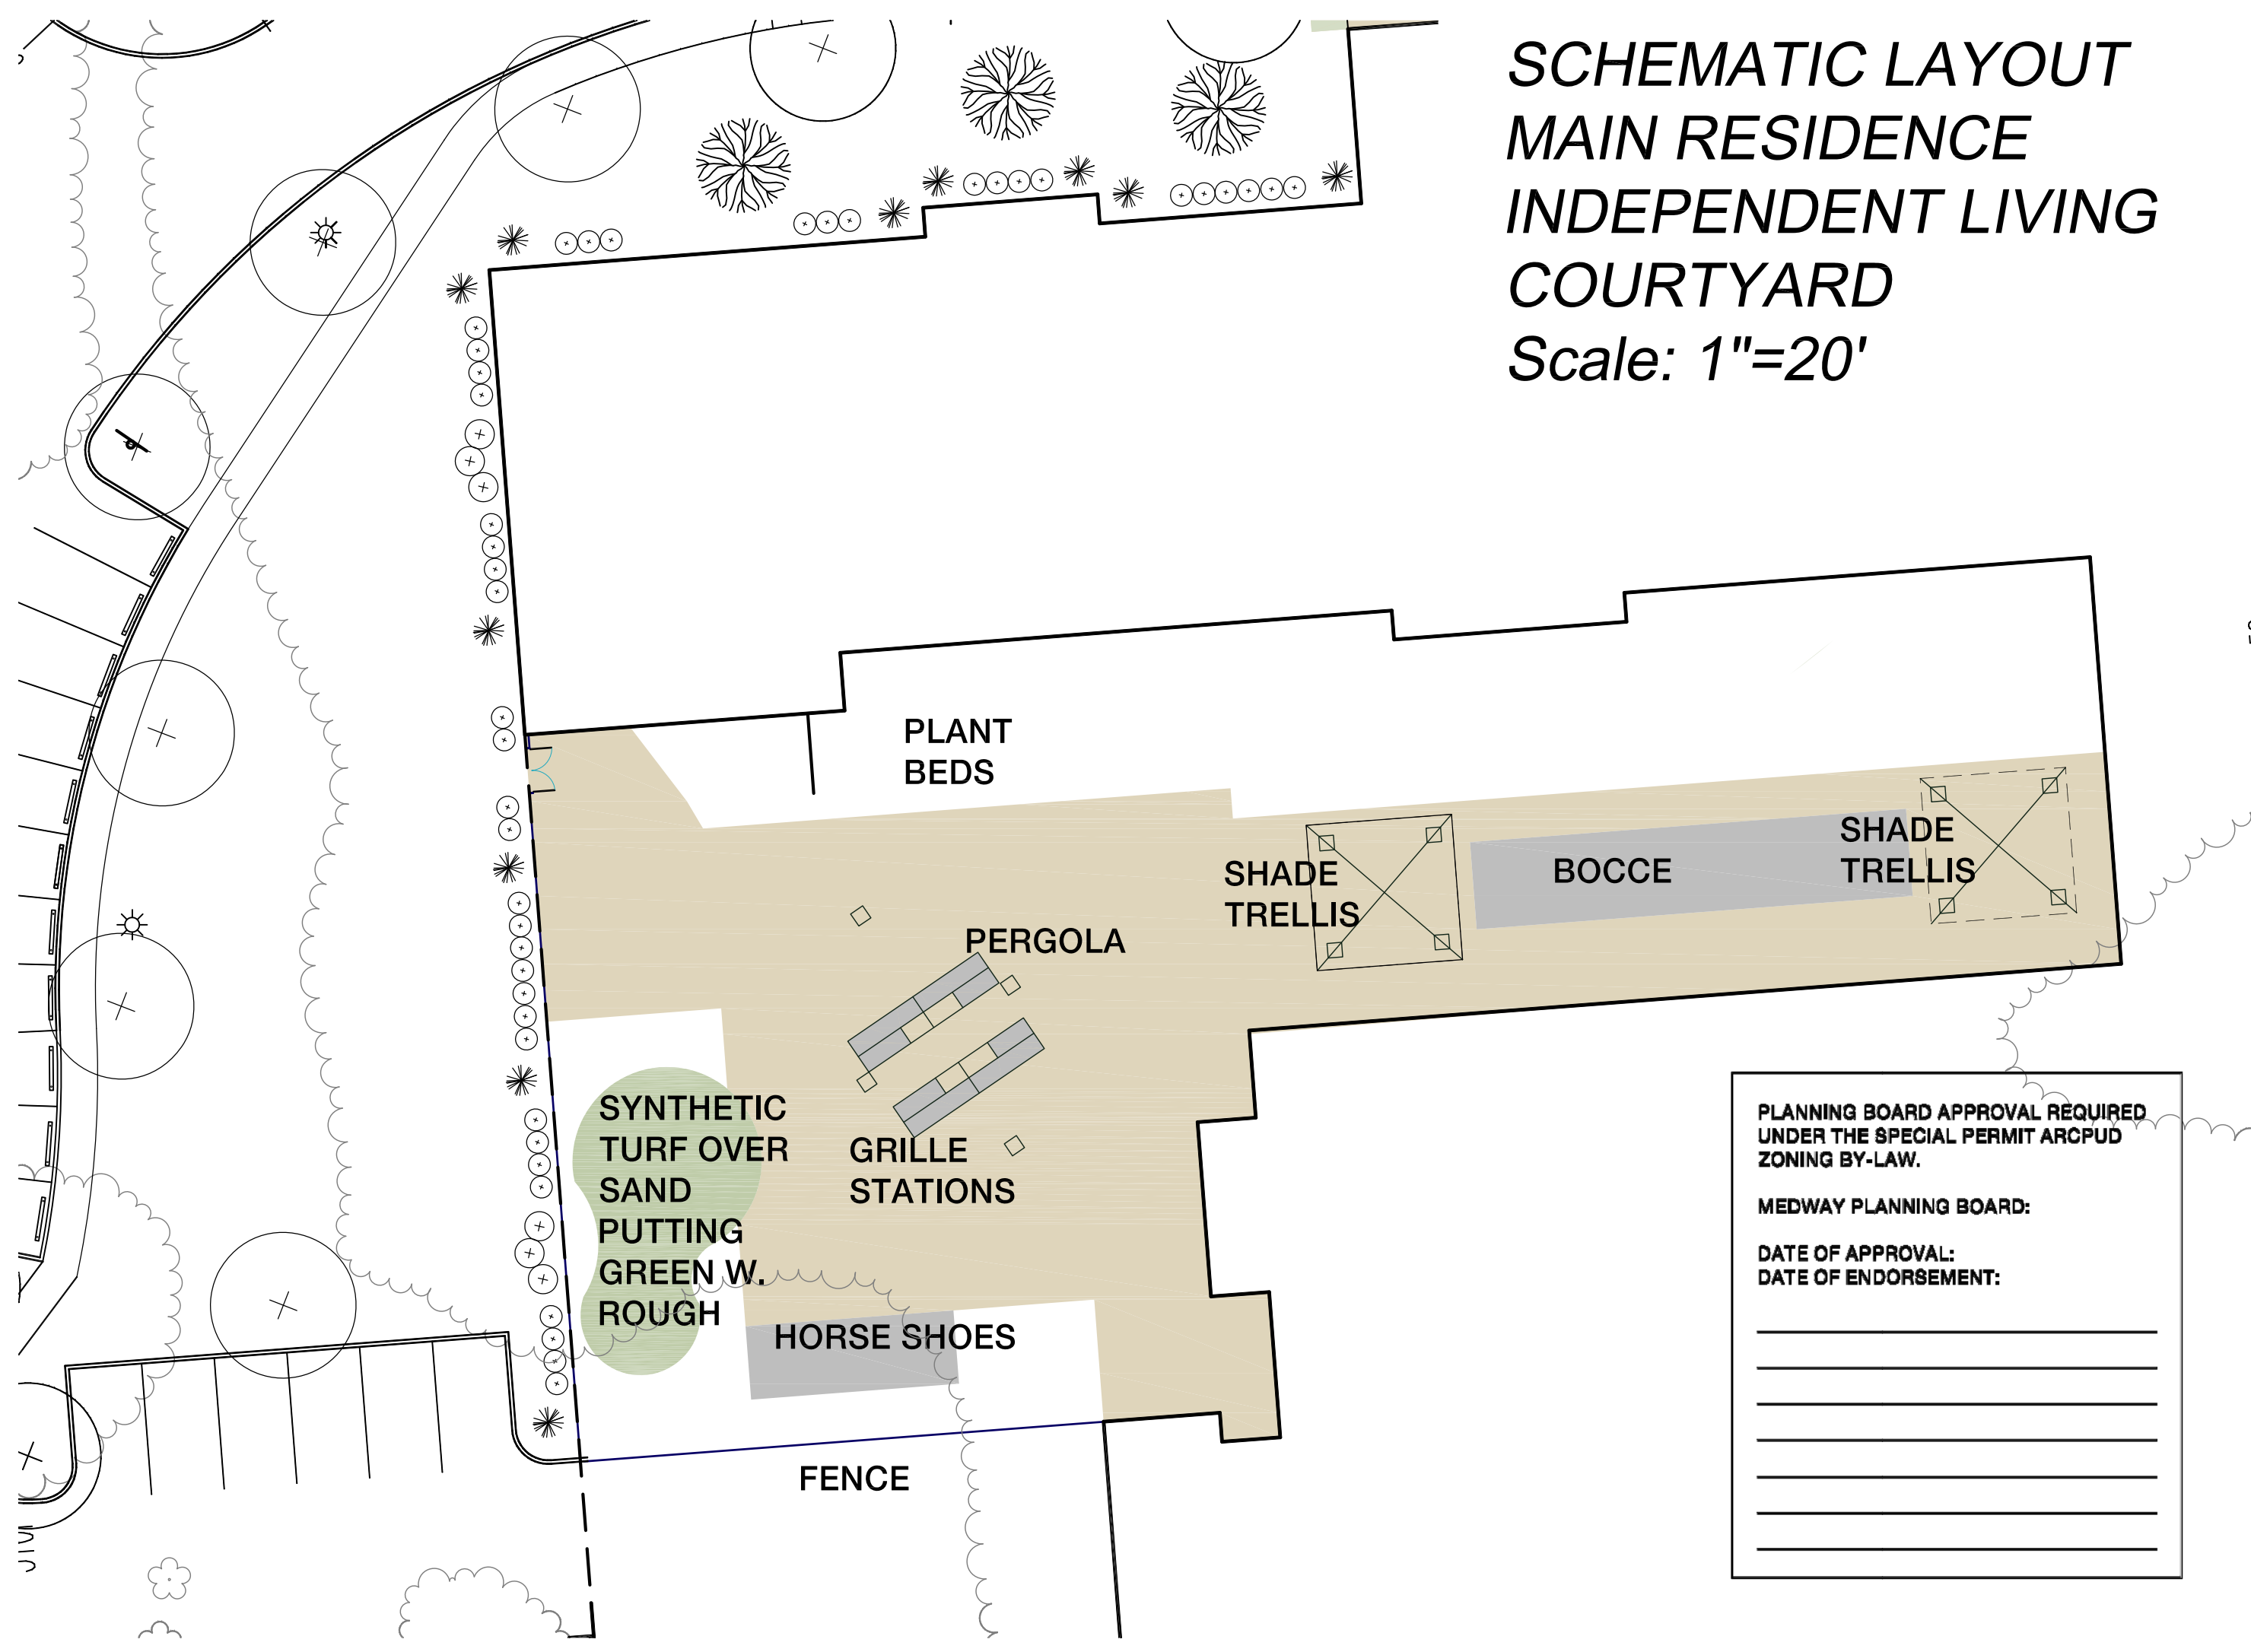 SCHEMATIC LAYOUT
MAIN RESIDENCE
INDEPENDENT LIVING
COURTYARD
Scale: 1"=20'
PLANT
BEDS
SHADE
TRELLIS
BOCCE
SHADE
TRELLIS
PERGOLA
SYNTHETIC
TURF OVER
SAND
PUTTING
GREEN W.
ROUGH
GRILLE
STATIONS
HORSE SHOES
FENCE
PLANNING BOARD APPROVAL REQUIRED
UNDER THE SPECIAL PERMIT ARCPUD
ZONING BY-LAW.
MEDWAY PLANNING BOARD:
DATE OF APPROVAL:
DATE OF ENDORSEMENT: